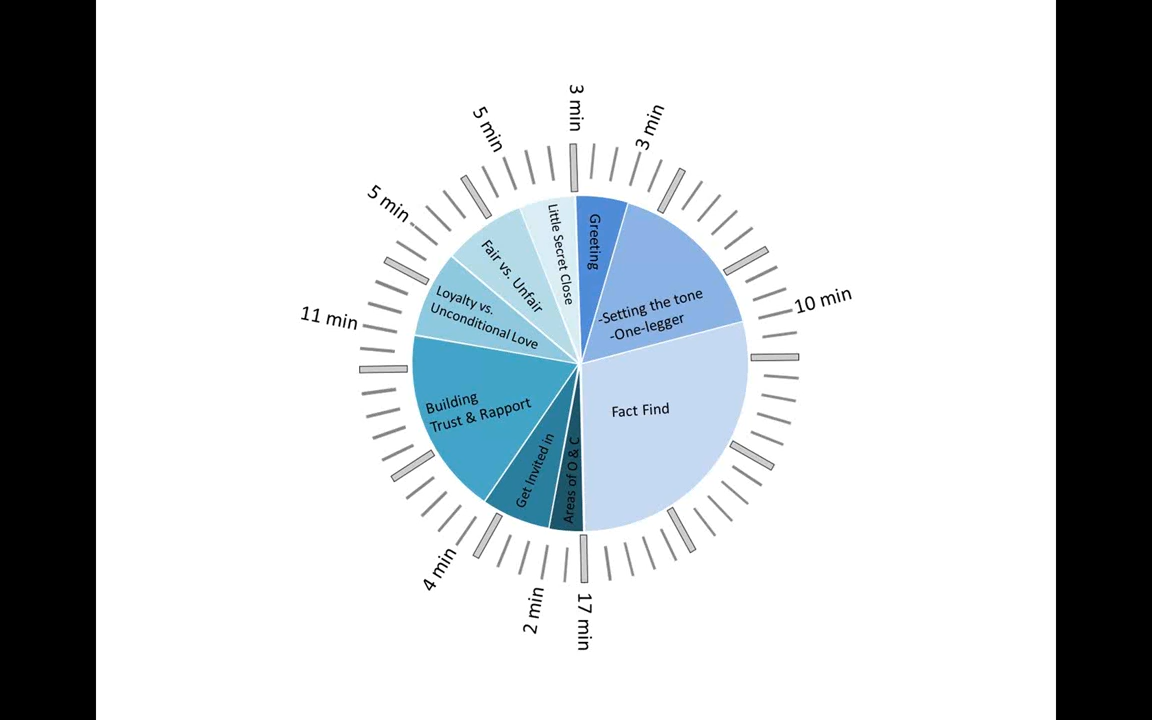 3 min
3 min
10 min
17 min
2 min
4 min
11 min
5 min
5 min
Greeting
-Setting the tone
-One-legger
Fact Find
Areas of O & C
Get Invited in
Building
Trust & Rapport
Loyalty vs.
Unconditional Love
Fair vs. Unfair
Little Secret Close